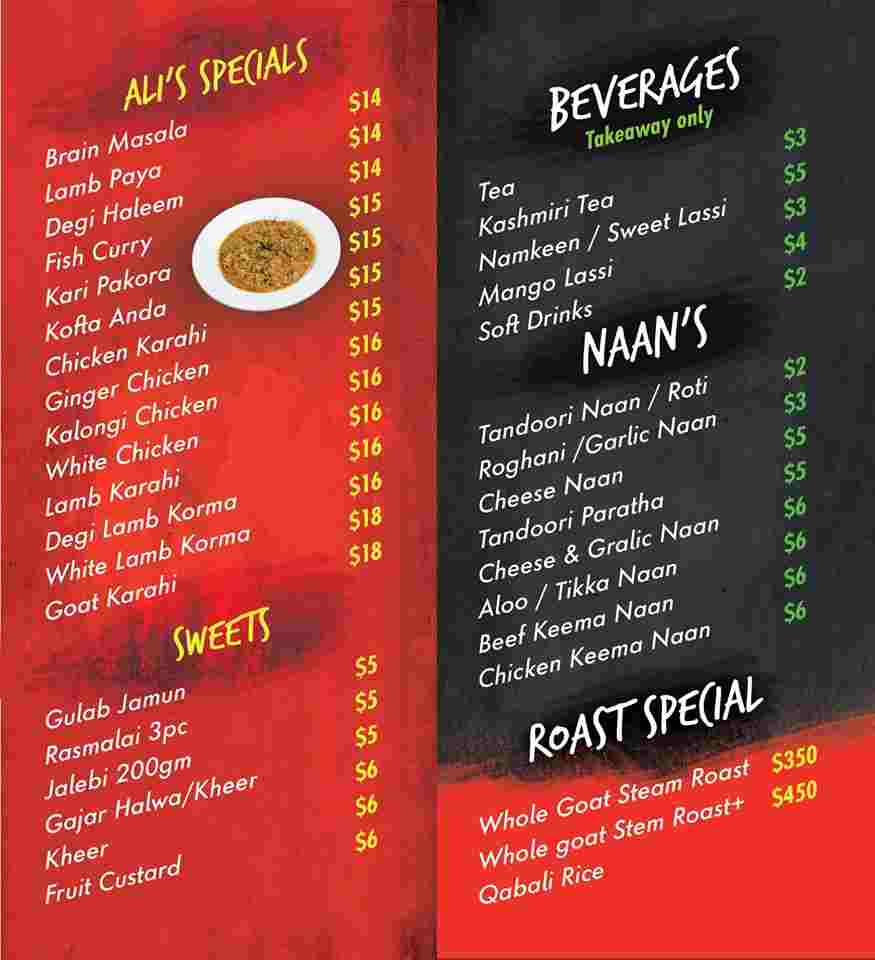 ALI'S SPECIALS
Brain Masala $14
Lamb Paya $14
Degi Haleem $14
Fish Curry $15
Kari Pakora $15
Kofta Anda $15
Chicken Karahi $15
Ginger Chicken $16
Kalongi Chicken $16
White Chicken $16
Lamb Karahi $16
Degi Lamb Korma $16
White Lamb Korma $18
Goat Karahi $18
SWEETS
Gulab Jamun $5
Rasmalai 3pc $5
Jalebi 200gm $5
Gajar Halwa/Kheer $6
Kheer $6
Fruit Custard $6
BEVERAGES
Takeaway only
Tea $3
Kashmiri Tea $5
Namkeen / Sweet Lassi $3
Mango Lassi $4
Soft Drinks $2
NAAN'S
Tandoori Naan / Roti $2
Roghani /Garlic Naan $3
Cheese Naan $5
Tandoori Paratha $5
Cheese & Gralic Naan $6
Aloo / Tikka Naan $6
Beef Keema Naan $6
Chicken Keema Naan $6
ROAST SPECIAL
Whole Goat Steam Roast $350
Whole goat Stem Roast+ $450
Qabali Rice